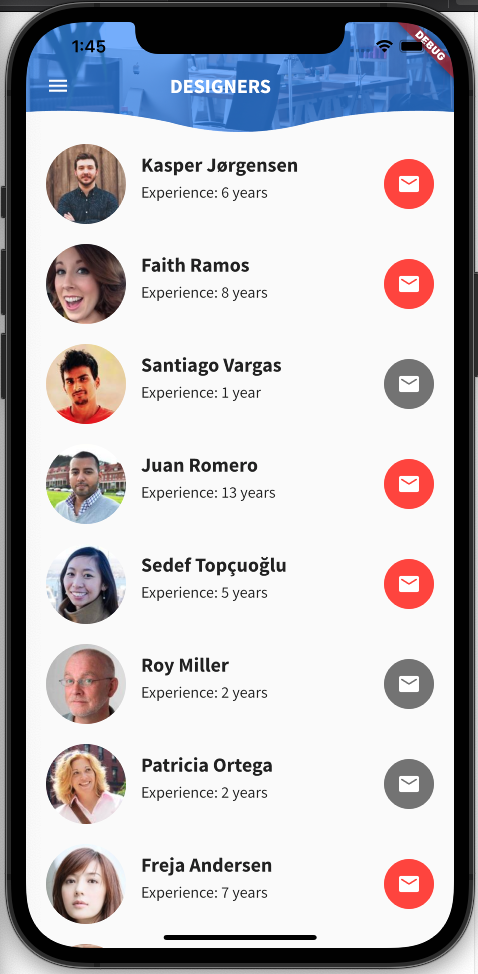 1:45
DEBUG
DESIGNERS
Kasper Jørgensen
Experience: 6 years
Faith Ramos
Experience: 8 years
Santiago Vargas
Experience: 1 year
Juan Romero
Experience: 13 years
Sedef Topçuoğlu
Experience: 5 years
Roy Miller
Experience: 2 years
Patricia Ortega
Experience: 2 years
Freja Andersen
Experience: 7 years